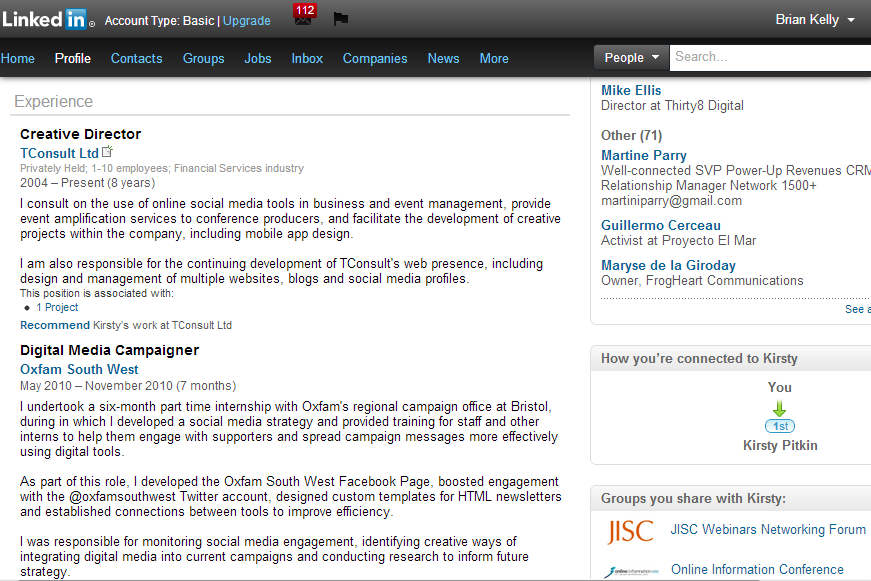 LinkedIn Account Type: Basic | Upgrade 112 Brian Kelly
Home Profile Contacts Groups Jobs Inbox Companies News More People Search...
Experience
Creative Director
TConsult Ltd
Privately Held; 1-10 employees; Financial Services industry
2004 – Present (8 years)
I consult on the use of online social media tools in business and event management, provide
event amplification services to conference producers, and facilitate the development of creative
projects within the company, including mobile app design.
I am also responsible for the continuing development of TConsult's web presence, including
design and management of multiple websites, blogs and social media profiles.
This position is associated with:
• 1 Project
Recommend Kirsty's work at TConsult Ltd
Digital Media Campaigner
Oxfam South West
May 2010 – November 2010 (7 months)
I undertook a six-month part time internship with Oxfam's regional campaign office at Bristol,
during in which I developed a social media strategy and provided training for staff and other
interns to help them engage with supporters and spread campaign messages more effectively
using digital tools.
As part of this role, I developed the Oxfam South West Facebook Page, boosted engagement
with the @oxfamsouthwest Twitter account, designed custom templates for HTML newsletters
and established connections between tools to improve efficiency.
I was responsible for monitoring social media engagement, identifying creative ways of
integrating digital media into current campaigns and conducting research to inform future
strategy.
Mike Ellis
Director at Thirty8 Digital
Other (71)
Martine Parry
Well-connected SVP Power-Up Revenues CRM
Relationship Manager Network 1500+
martiniparry@gmail.com
Guillermo Cerceau
Activist at Proyecto El Mar
Maryse de la Giroday
Owner, FrogHeart Communications
See a
How you're connected to Kirsty
You
1st
Kirsty Pitkin
Groups you share with Kirsty:
JISC JISC Webinars Networking Forum
online information Online Information Conference